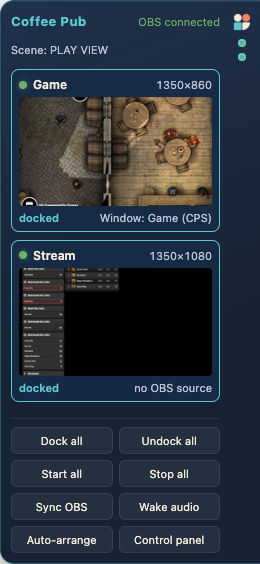 Coffee Pub OBS connected
Scene: PLAY VIEW
Game 1350×860
docked Window: Game (CPS)
Stream 1350×1080
docked no OBS source
Dock all Undock all
Start all Stop all
Sync OBS Wake audio
Auto-arrange Control panel